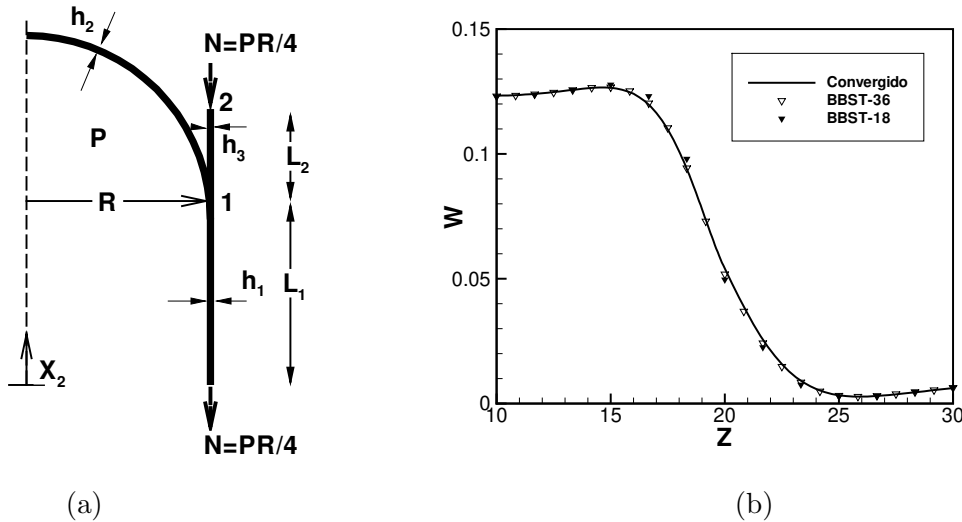 h2
N=PR/4
2
P
h3
L2
R
1
h1
L1
X2
N=PR/4
(a)
0.15
0.1
0.05
0
W
10
15
20
25
30
Z
Convergido
BBST-36
BBST-18
(b)